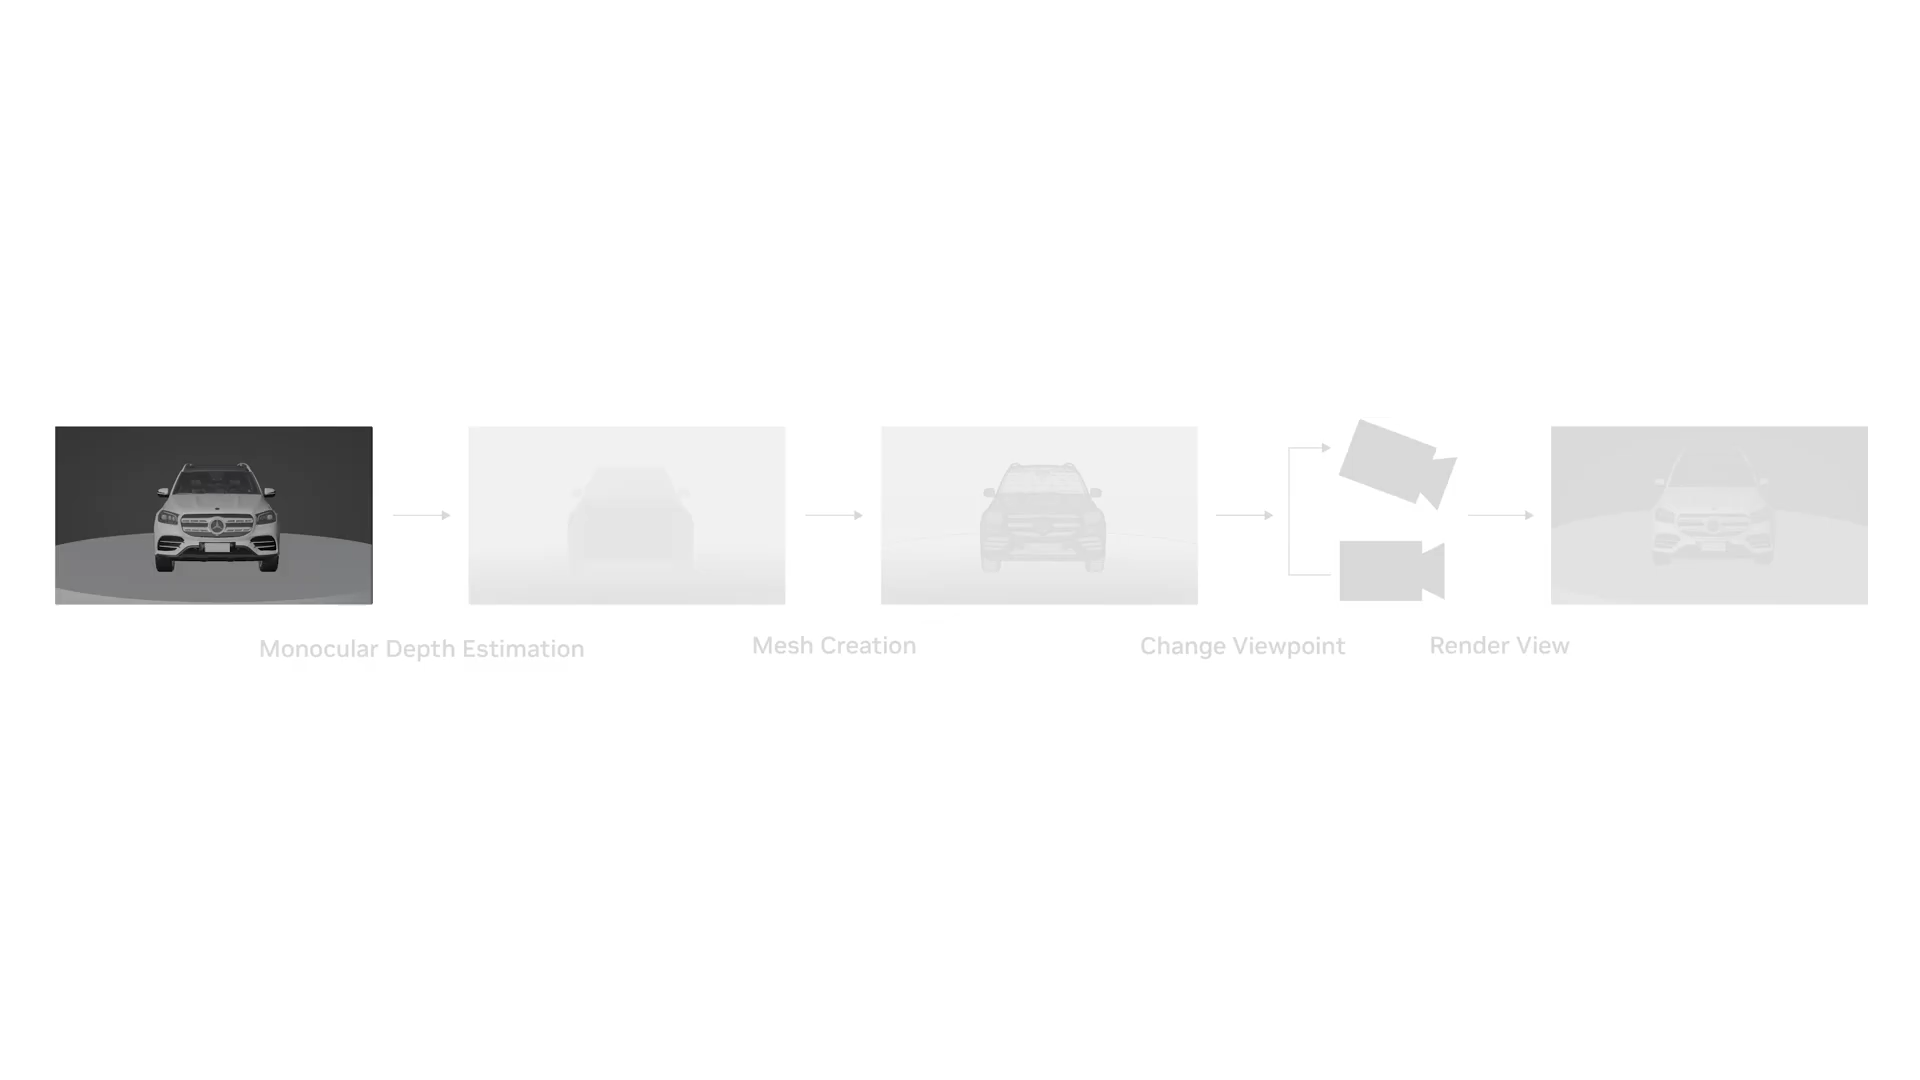 Monocular Depth Estimation
Mesh Creation
Change Viewpoint
Render View